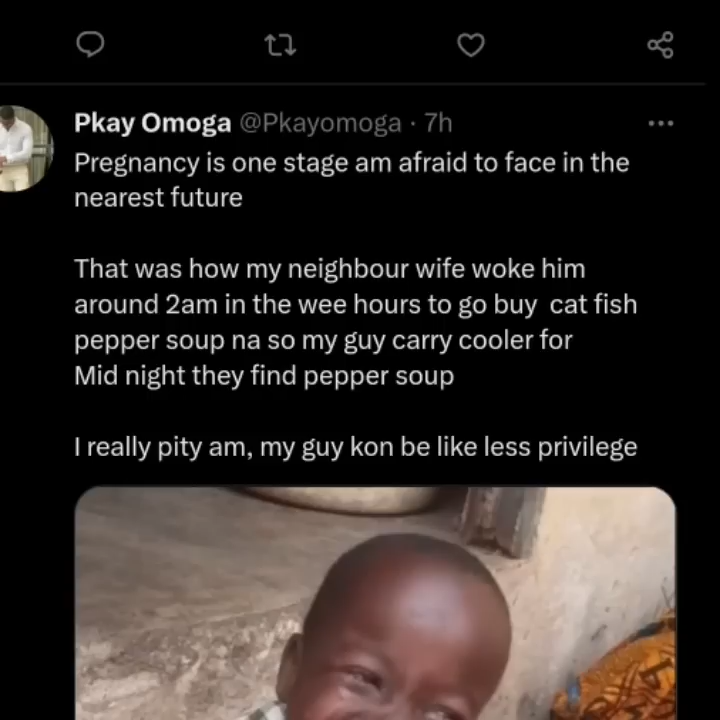 Pkay Omoga @Pkayomoga · 7h
Pregnancy is one stage am afraid to face in the
nearest future
That was how my neighbour wife woke him
around 2am in the wee hours to go buy cat fish
pepper soup na so my guy carry cooler for
Mid night they find pepper soup
I really pity am, my guy kon be like less privilege